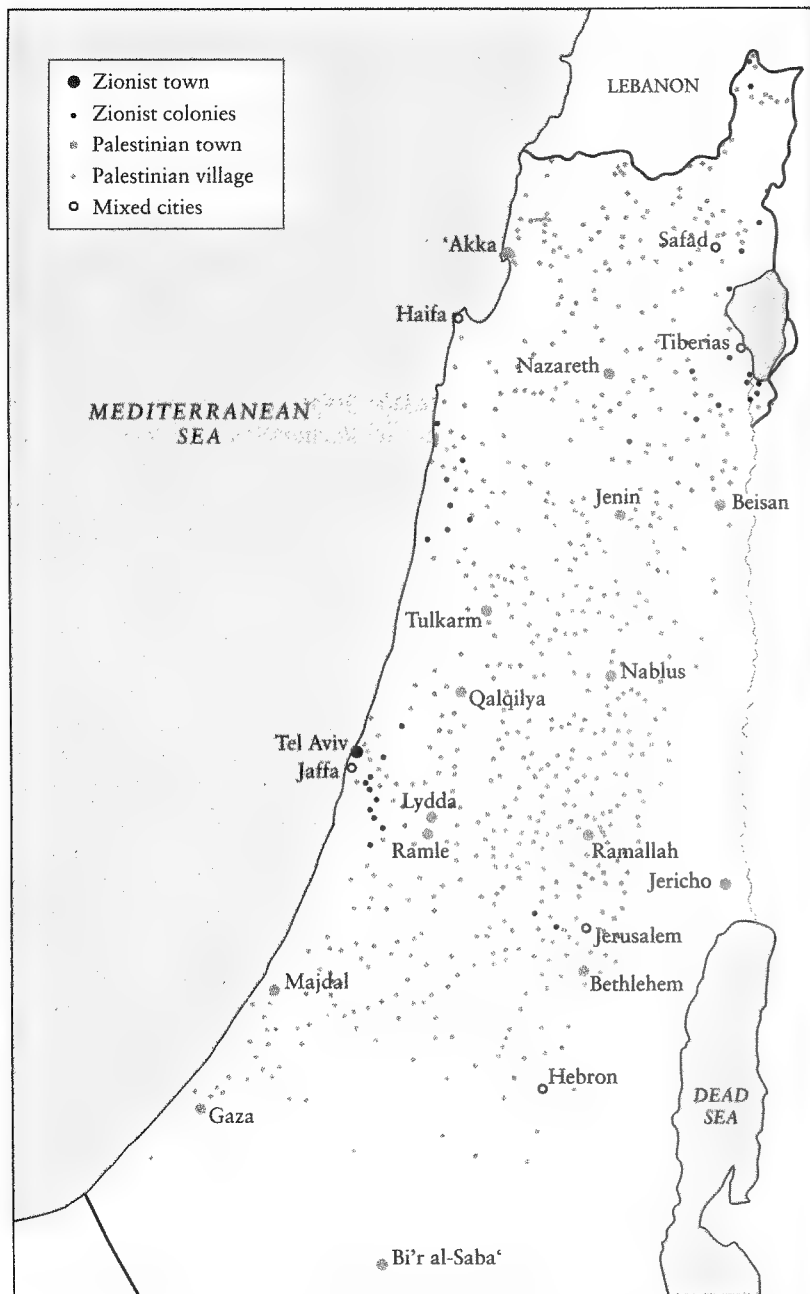 Zionist town
Zionist colonies
Palestinian town
Palestinian village
Mixed cities
LEBANON
‘Akka
Safad
Haifa
Tiberias
Nazareth
MEDITERRANEAN
SEA
Jenin
Beisan
Tulkarm
Nablus
Qalqilya
Tel Aviv
Jaffa
Lydda
Ramle
Ramallah
Jericho
Jerusalem
Majdal
Bethlehem
Hebron
DEAD
SEA
Gaza
Bi’r al-Saba‘